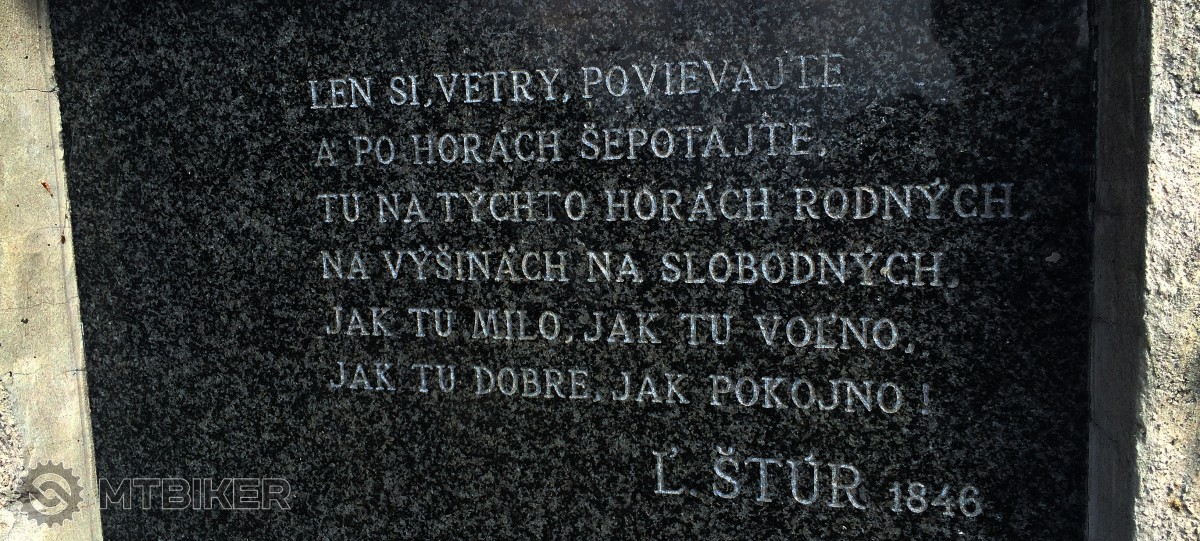 LEN SI, VETRY, POVIEVAJTE
A PO HORÁCH ŠEPOTAJTE,
TU NA TÝCHTO HORÁCH RODNÝCH,
NA VÝŠINÁCH NA SLOBODNÝCH,
JAK TU MILO, JAK TU VOĽNO,
JAK TU DOBRE, JAK POKOJNO!
Ľ. ŠTÚR 1846
MTBIKER